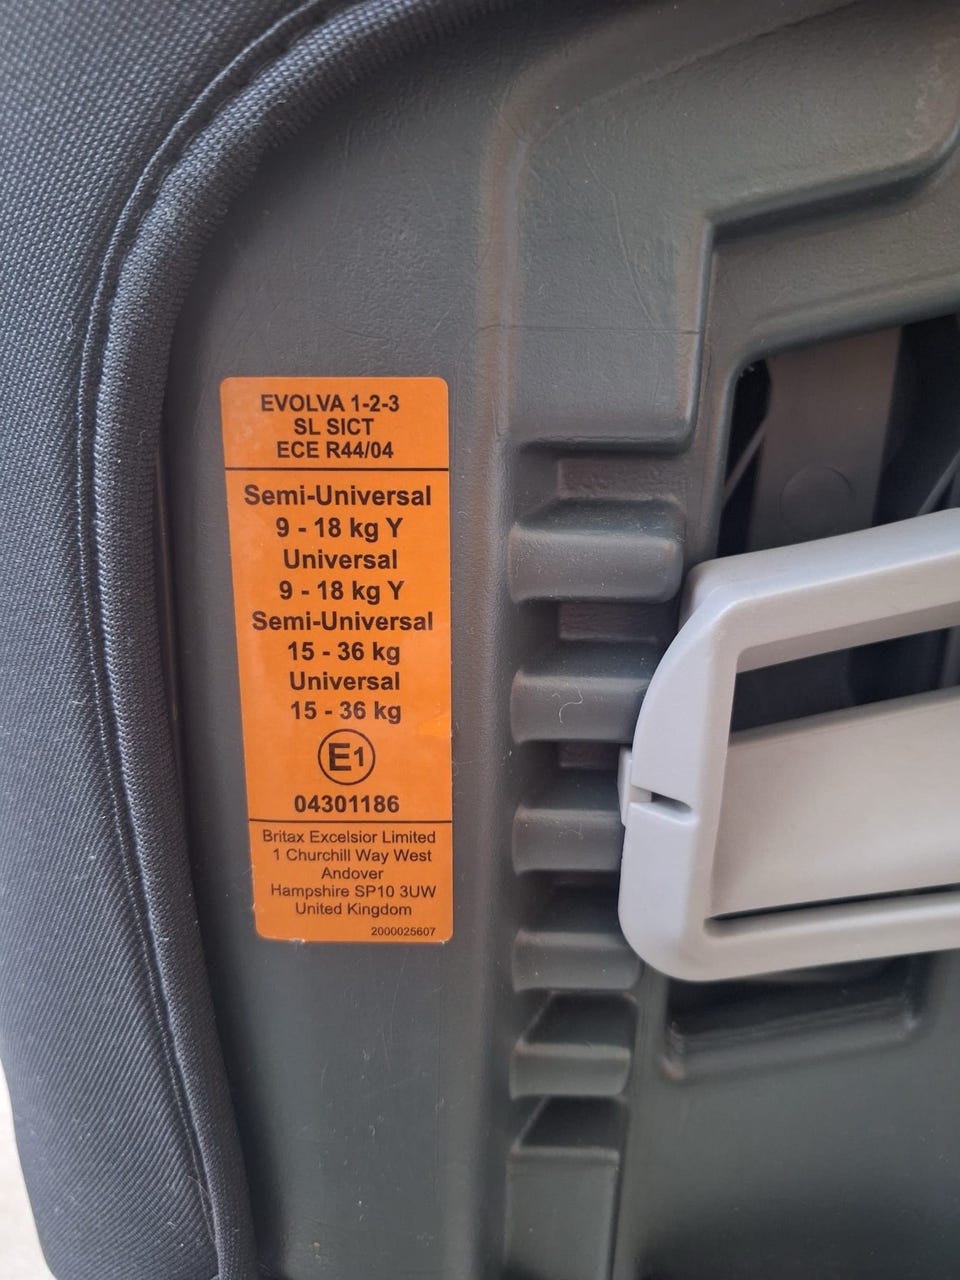 EVOLVA 1-2-3
SL SICT
ECE R44/04
Semi-Universal
9 - 18 kg Y
Universal
9 - 18 kg Y
Semi-Universal
15 - 36 kg
Universal
15 - 36 kg
E1
04301186
Britax Excelsior Limited
1 Churchill Way West
Andover
Hampshire SP10 3UW
United Kingdom
2000025607